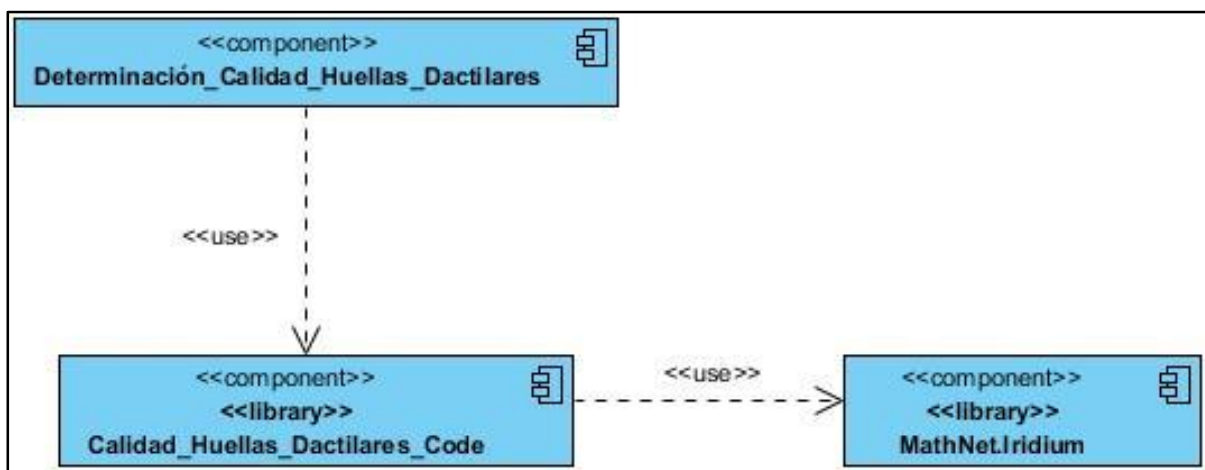 <<component>>
Determinación_Calidad_Huellas_Dactilares
<<use>>
<<component>>
<<library>>
Calidad_Huellas_Dactilares_Code
<<use>>
<<component>>
<<library>>
MathNet.Iridium